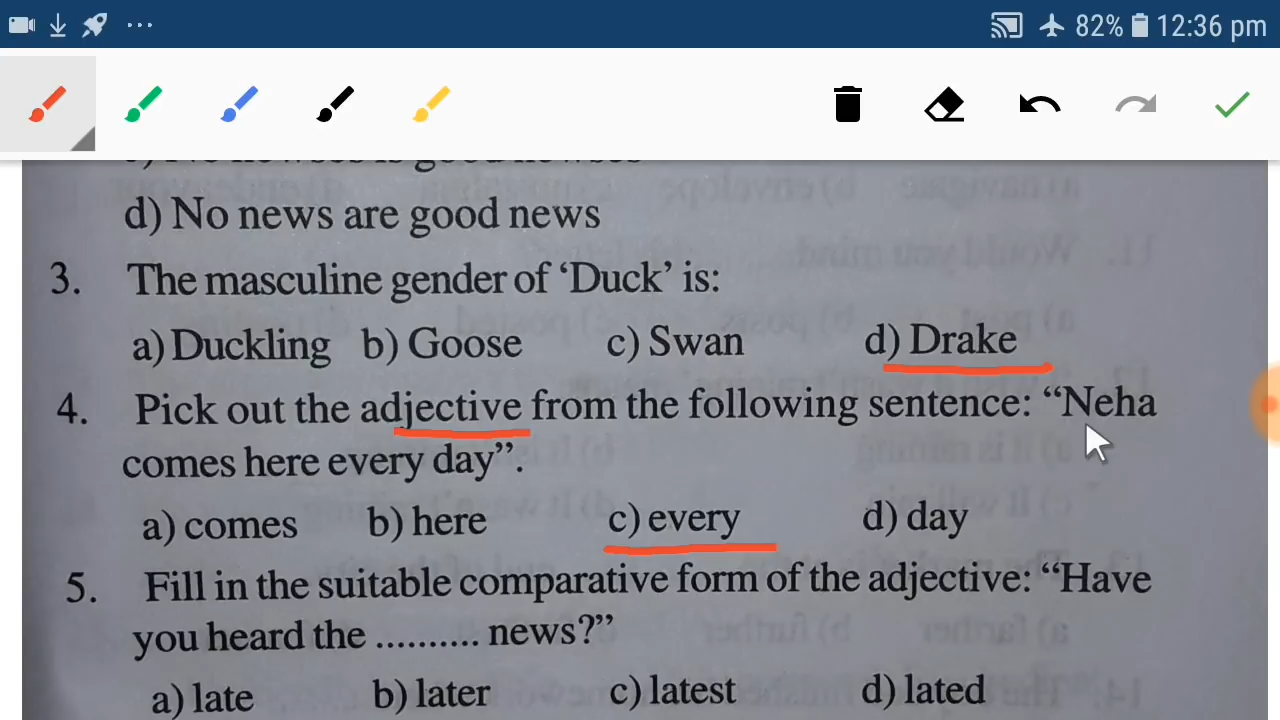 82% 12:36 pm
d) No news are good news
3. The masculine gender of ‘Duck’ is:
a) Duckling b) Goose c) Swan d) Drake
4. Pick out the adjective from the following sentence: “Neha
comes here every day”.
a) comes b) here c) every d) day
5. Fill in the suitable comparative form of the adjective: “Have
you heard the .......... news?”
a) late b) later c) latest d) lated